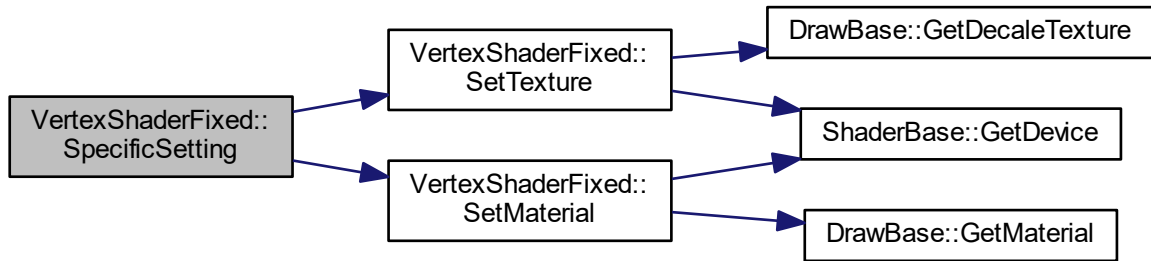 VertexShaderFixed::
SpecificSetting
VertexShaderFixed::
SetTexture
VertexShaderFixed::
SetMaterial
DrawBase::GetDecaleTexture
ShaderBase::GetDevice
DrawBase::GetMaterial